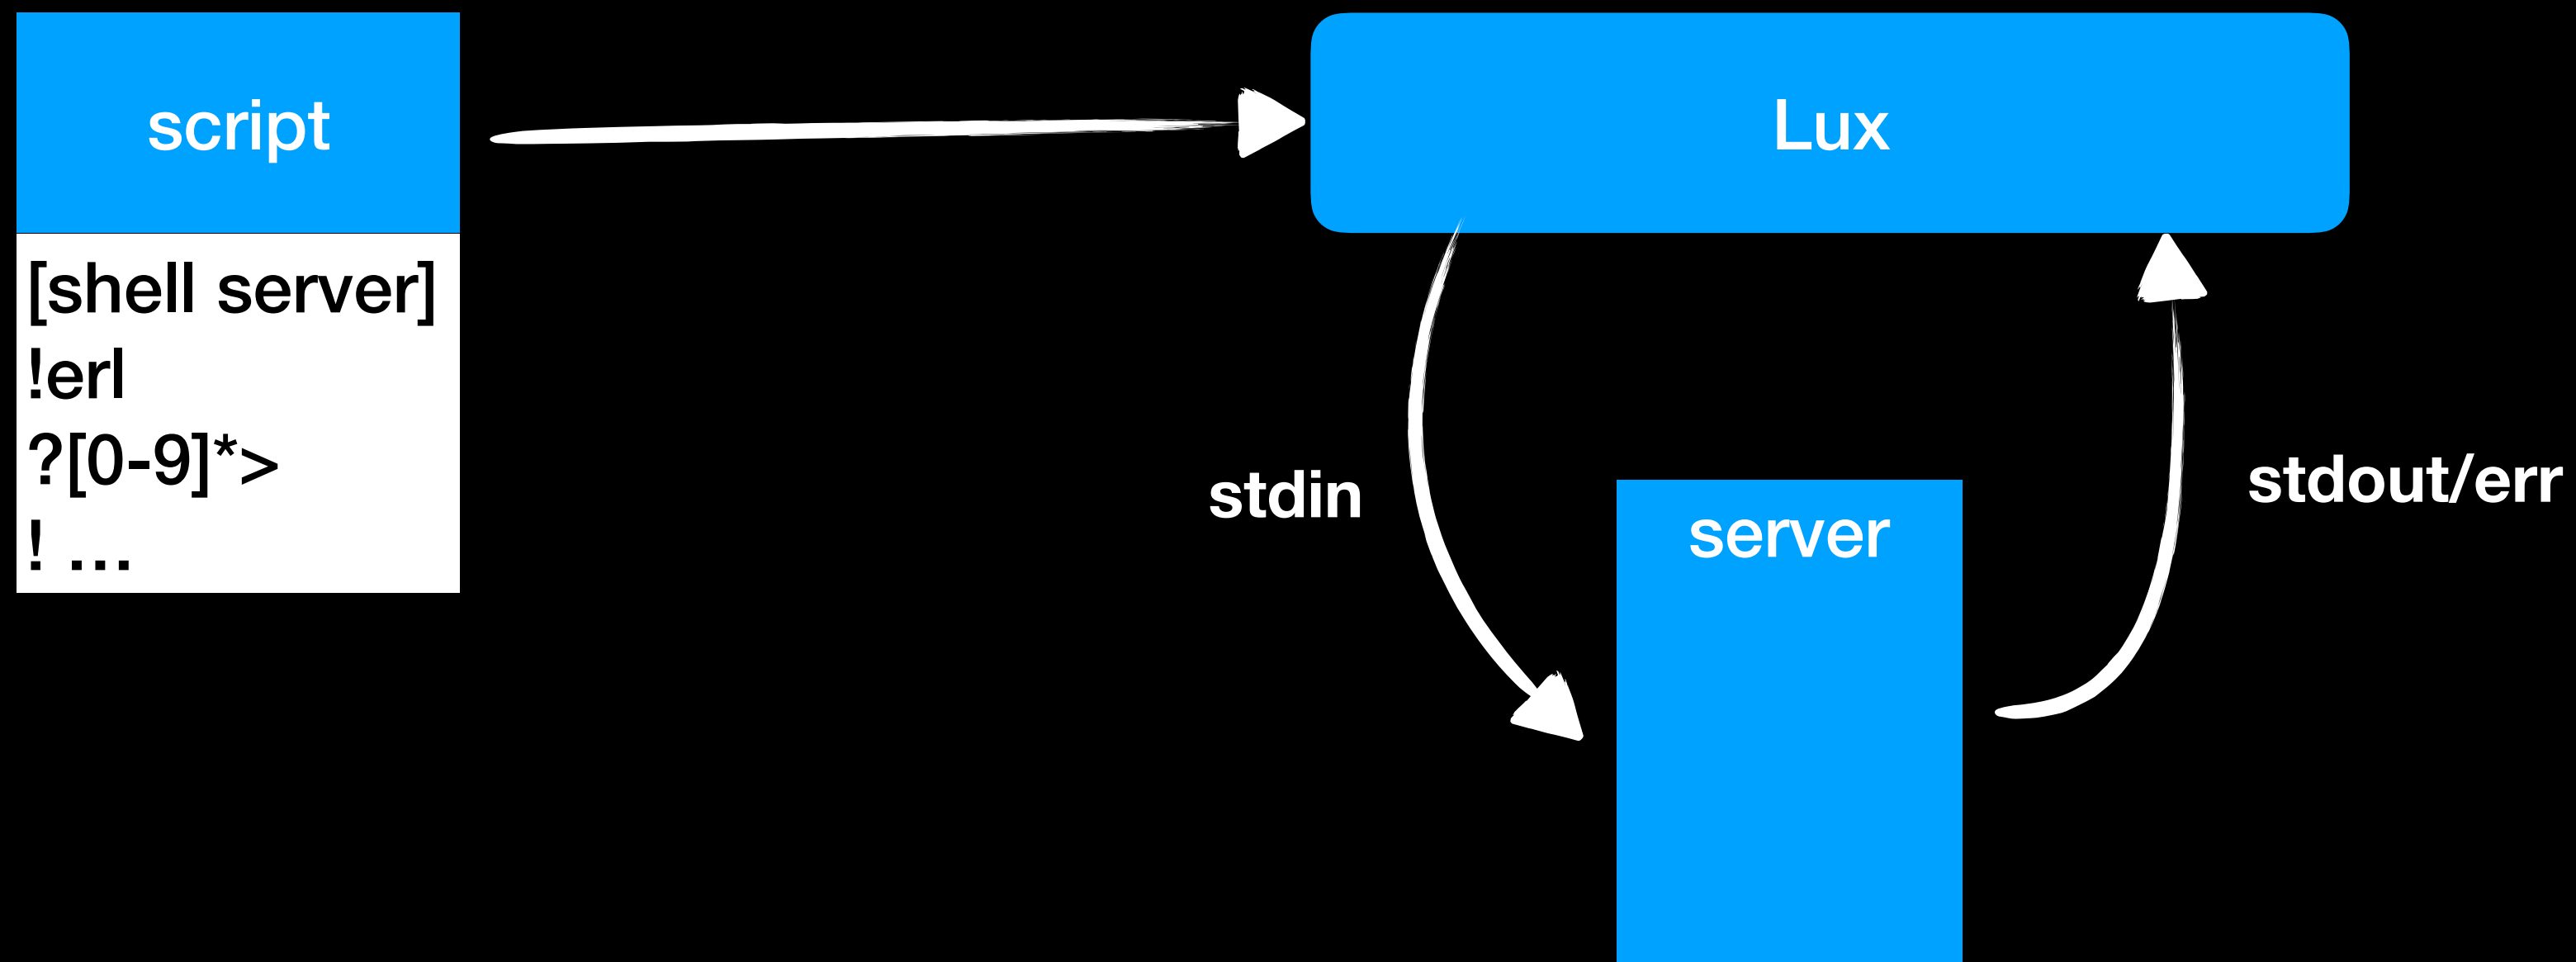 script
Lux
[shell server]
!erl
?[0-9]*>
! ...
stdin
stdout/err
server